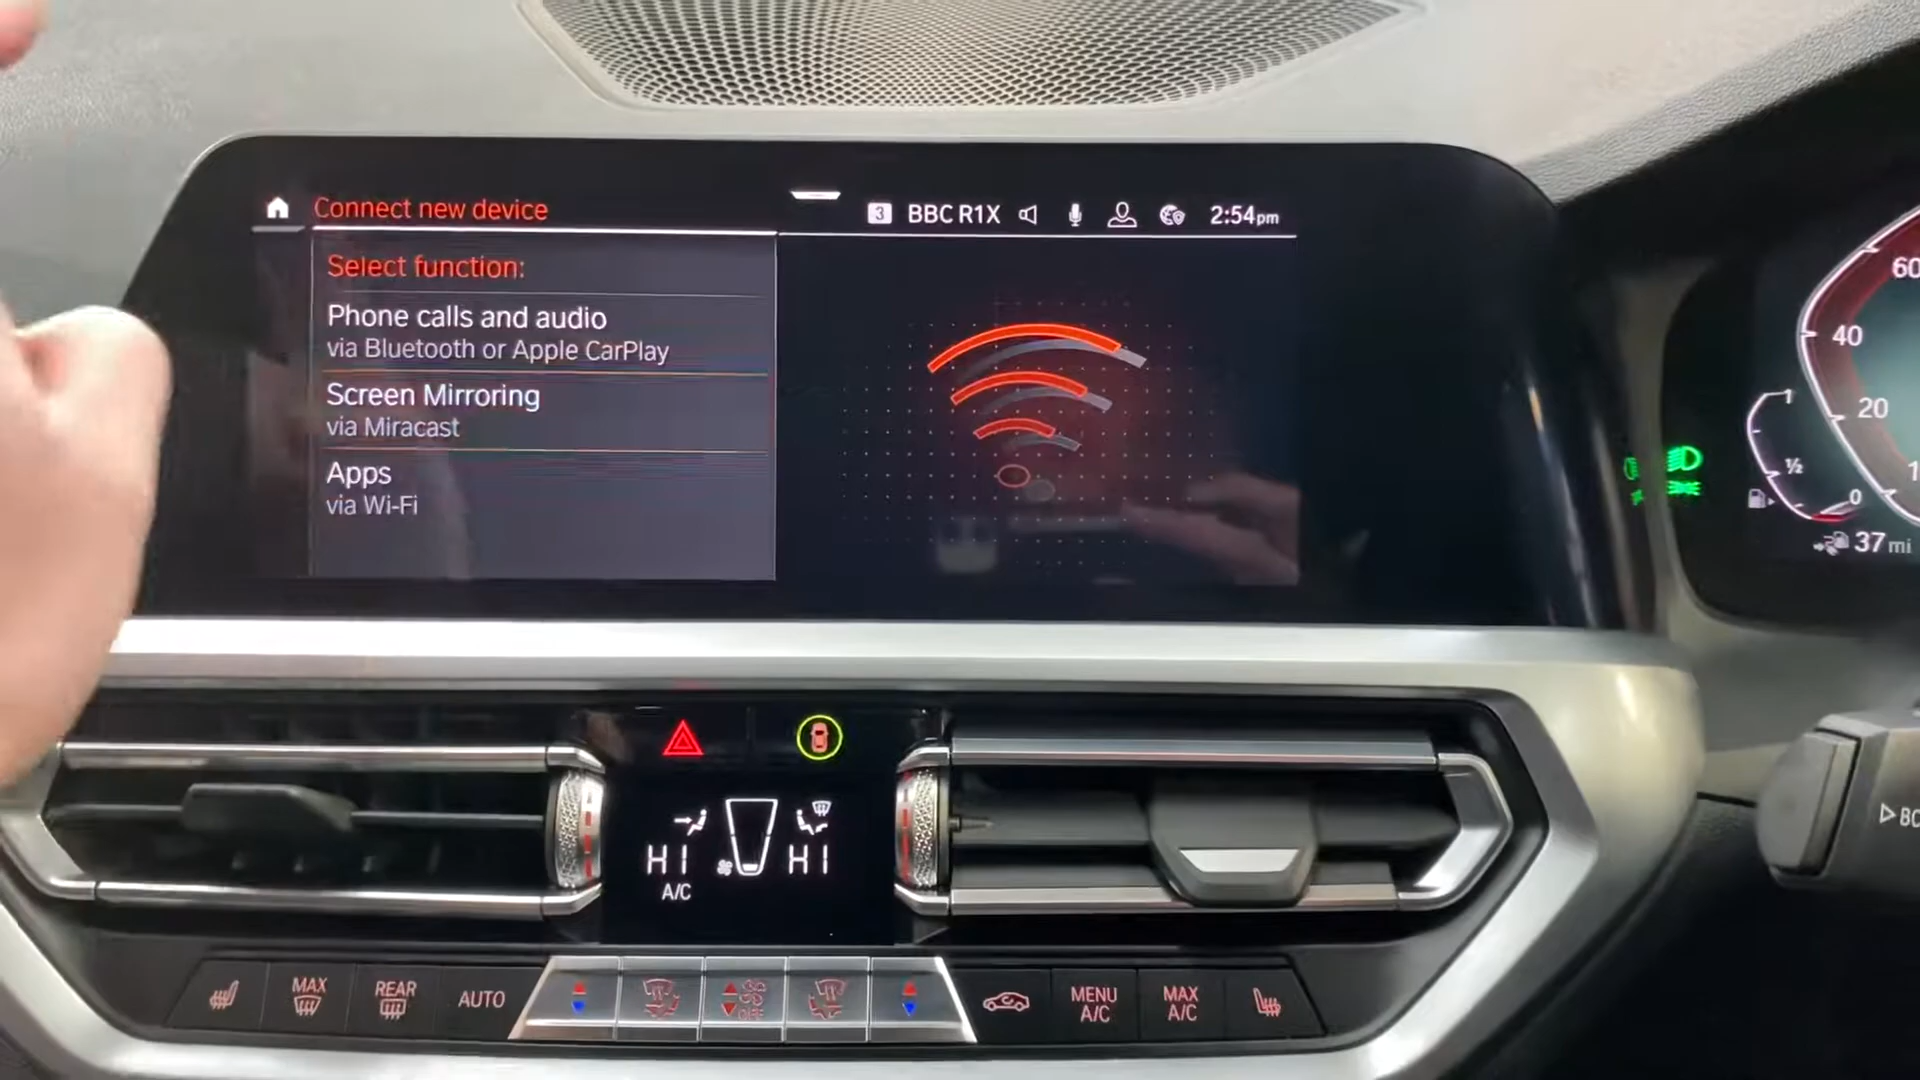 Connect new device
3 BBC R1X 2:54pm
Select function:
Phone calls and audio
via Bluetooth or Apple CarPlay
Screen Mirroring
via Miracast
Apps
via Wi-Fi
60
40
20
1
1/2
0
37 mi
HI HI
A/C
MAX
REAR
AUTO
OFF
MENU
A/C
MAX
A/C